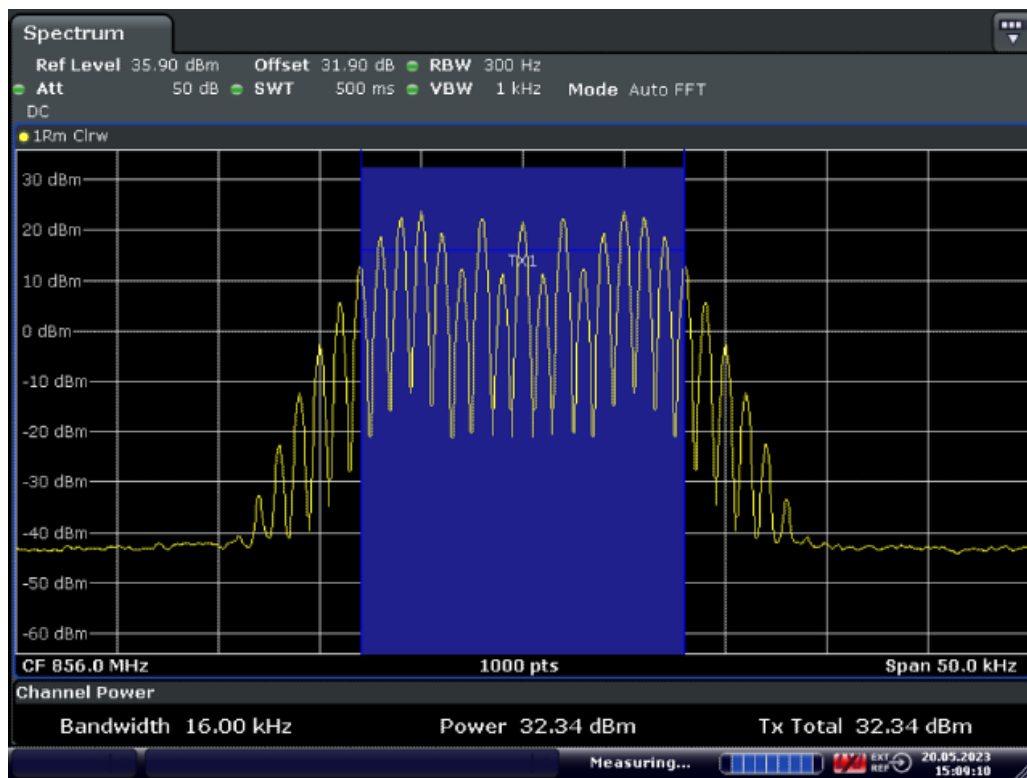 Spectrum
Ref Level 35.90 dBm Offset 31.90 dB RBW 300 Hz
Att 50 dB SWT 500 ms VBW 1 kHz Mode Auto FFT
DC
1Rm Clrw
30 dBm
20 dBm
TX1
10 dBm
0 dBm
-10 dBm
-20 dBm
-30 dBm
-40 dBm
-50 dBm
-60 dBm
CF 856.0 MHz 1000 pts Span 50.0 kHz
Channel Power
Bandwidth 16.00 kHz Power 32.34 dBm Tx Total 32.34 dBm
Measuring... EXT REF 20.05.2023
15:09:10